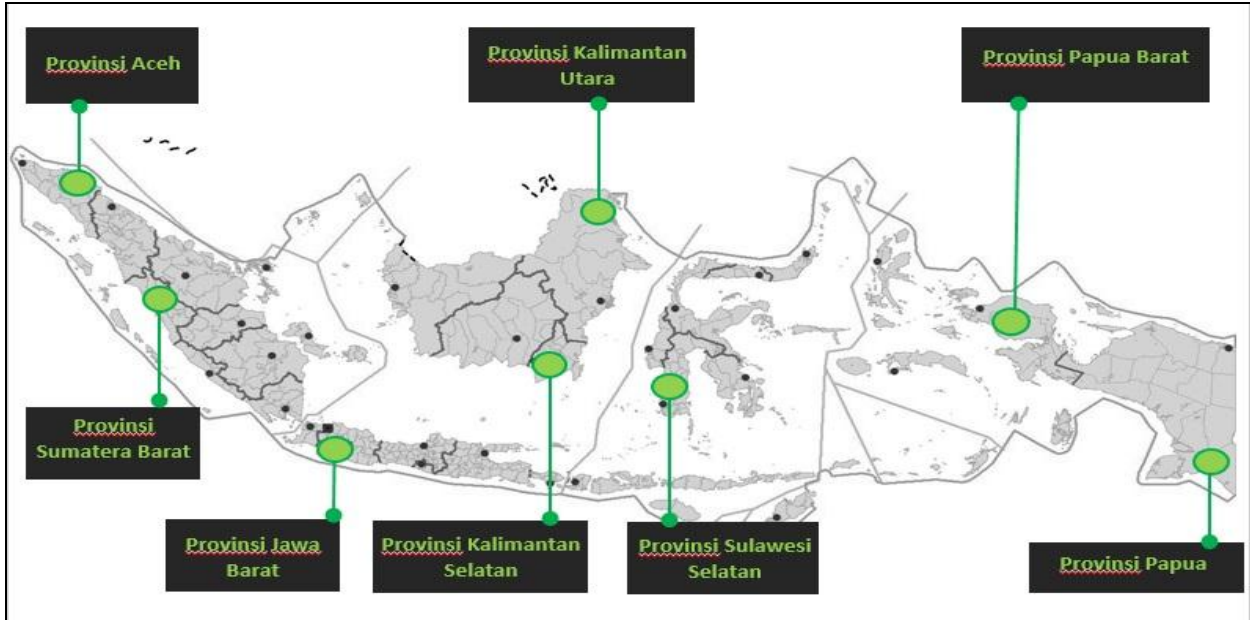 Provinsi Aceh
Provinsi Kalimantan
Utara
Provinsi Papua Barat
Provinsi
Sumatera Barat
Provinsi Jawa
Barat
Provinsi Kalimantan
Selatan
Provinsi Sulawesi
Selatan
Provinsi Papua